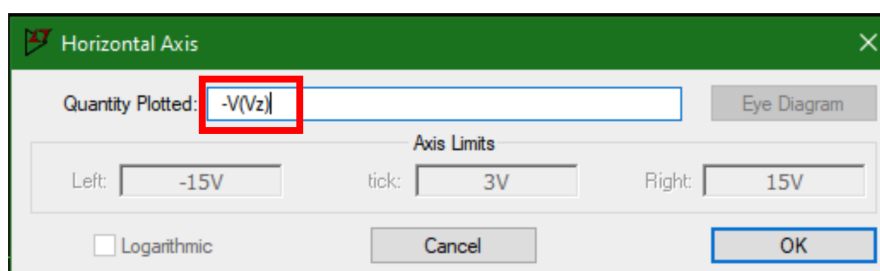 Horizontal Axis
Quantity Plotted: -V(Vz) Eye Diagram
Axis Limits
Left: -15V tick: 3V Right: 15V
Logarithmic Cancel OK